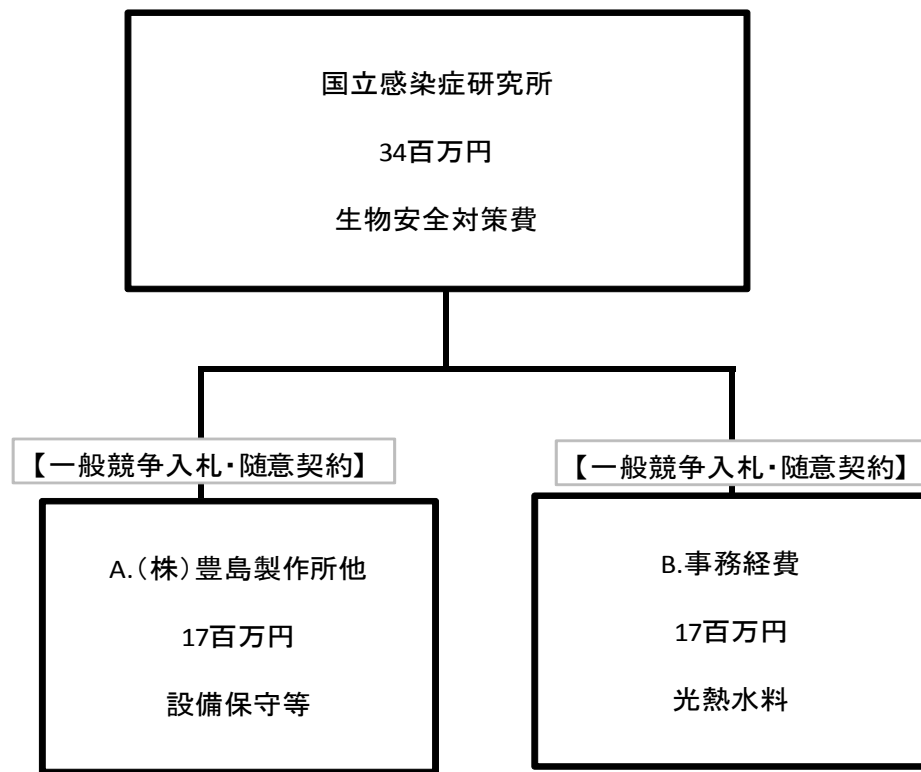 国立感染症研究所
34百万円
生物安全対策費
【一般競争入札・随意契約】
A.（株）豊島製作所他
17百万円
設備保守等
【一般競争入札・随意契約】
B.事務経費
17百万円
光熱水料